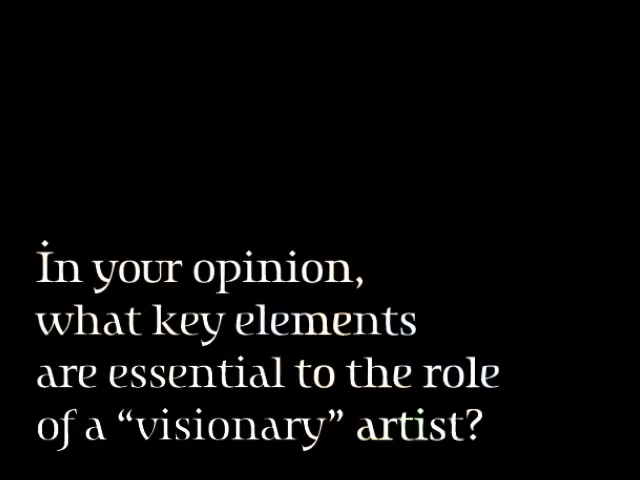 In your opinion,
what key elements
are essential to the role
of a “visionary” artist?